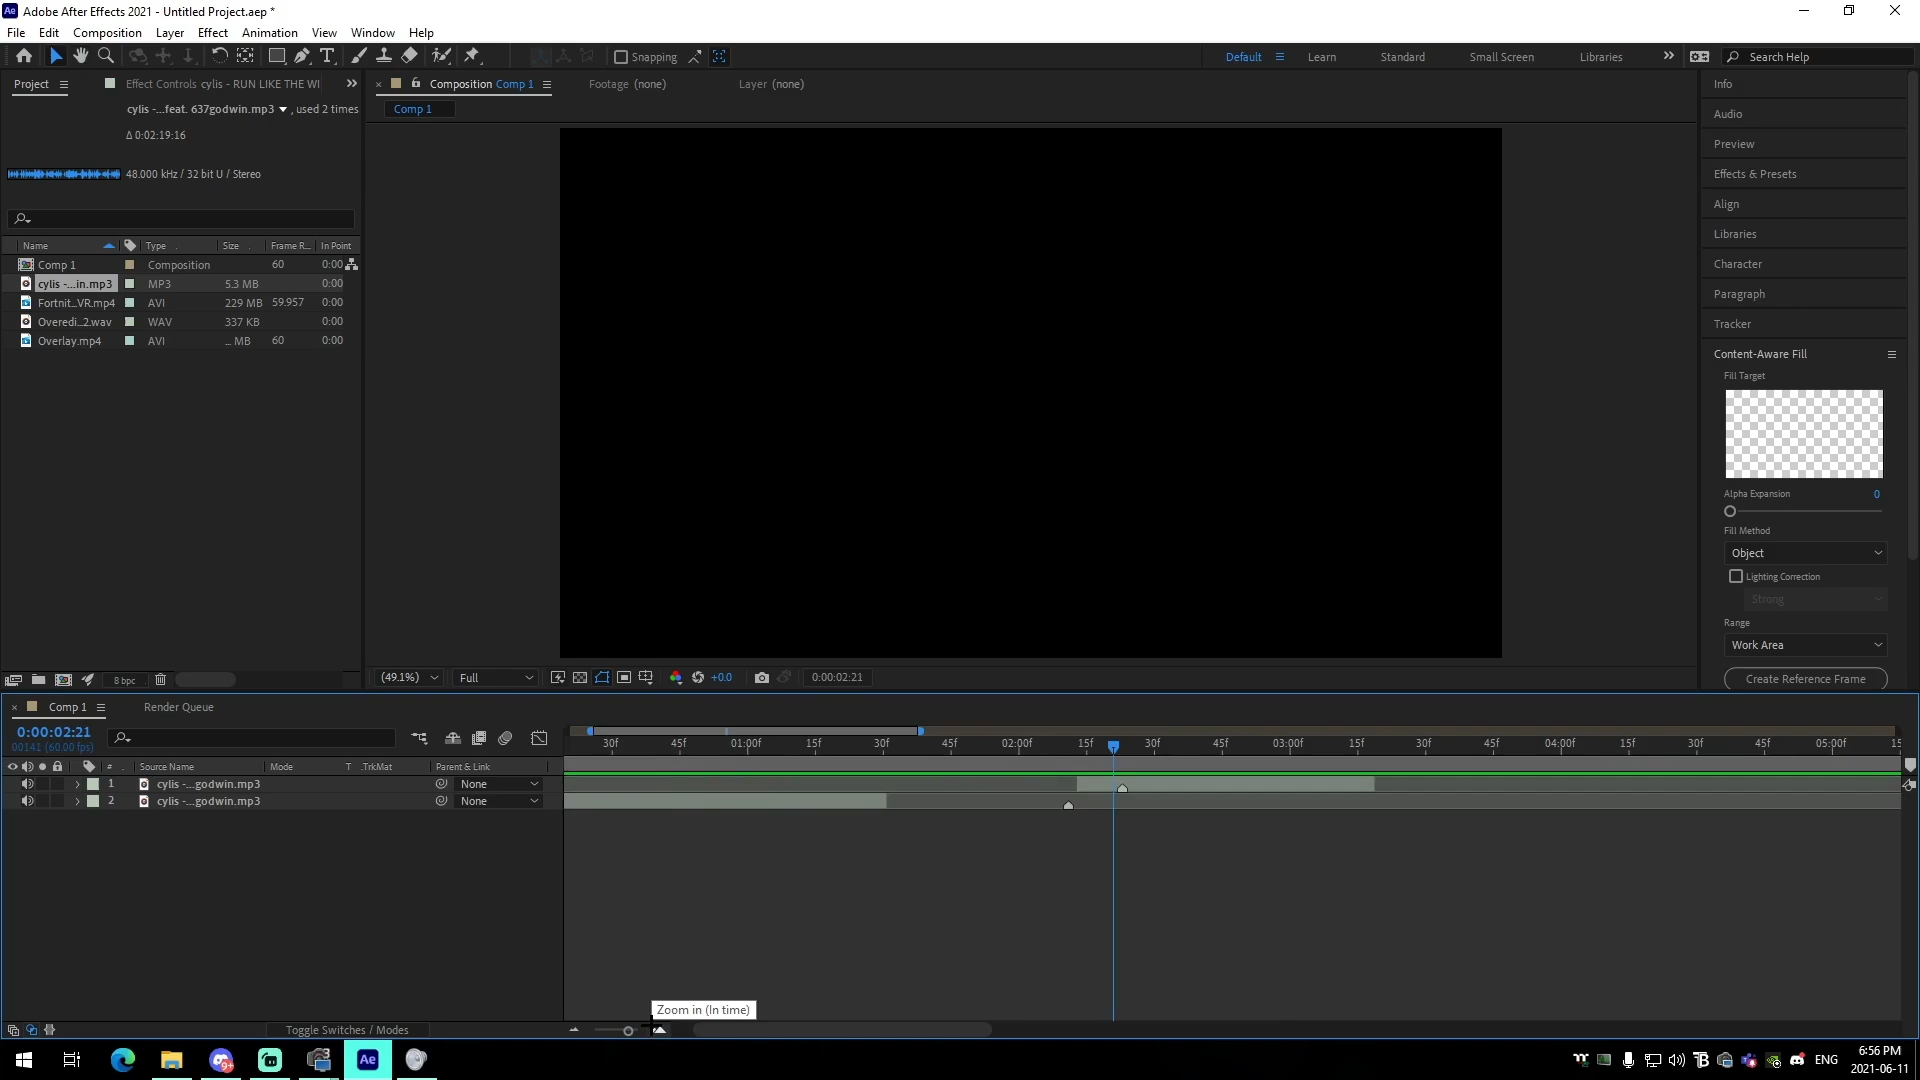 Ae Adobe After Effects 2021 - Untitled Project.aep *
File Edit Composition Layer Effect Animation View Window Help
Snapping
Default Learn Standard Small Screen Libraries Search Help
Project Effect Controls cylis - RUN LIKE THE WI
Composition Comp 1 Footage (none) Layer (none)
cylis -...feat. 637godwin.mp3 , used 2 times
Comp 1
Δ 0:02:19:16
48.000 kHz / 32 bit U / Stereo
Name Type Size Frame R... In Point
Comp 1 Composition 60 0:00
cylis -...in.mp3 MP3 5.3 MB 0:00
Fortnit...VR.mp4 AVI 229 MB 59.957 0:00
Overedi...2.wav WAV 337 KB 0:00
Overlay.mp4 AVI ... MB 60 0:00
8 bpc
(49.1%) Full +0.0 0:00:02:21
Info
Audio
Preview
Effects & Presets
Align
Libraries
Character
Paragraph
Tracker
Content-Aware Fill
Fill Target
Alpha Expansion 0
Fill Method
Object
Lighting Correction
Strong
Range
Work Area
Create Reference Frame
Comp 1 Render Queue
0:00:02:21
00141 (60.00 fps)
30f 45f 01:00f 15f 30f 45f 02:00f 15f 30f 45f 03:00f 15f 30f 45f 04:00f 15f 30f 45f 05:00f 15
# Source Name Mode T .TrkMat Parent & Link
1 cylis -...godwin.mp3 None
2 cylis -...godwin.mp3 None
Zoom in (In time)
Toggle Switches / Modes
9+
3
Ae
ENG
6:56 PM
2021-06-11